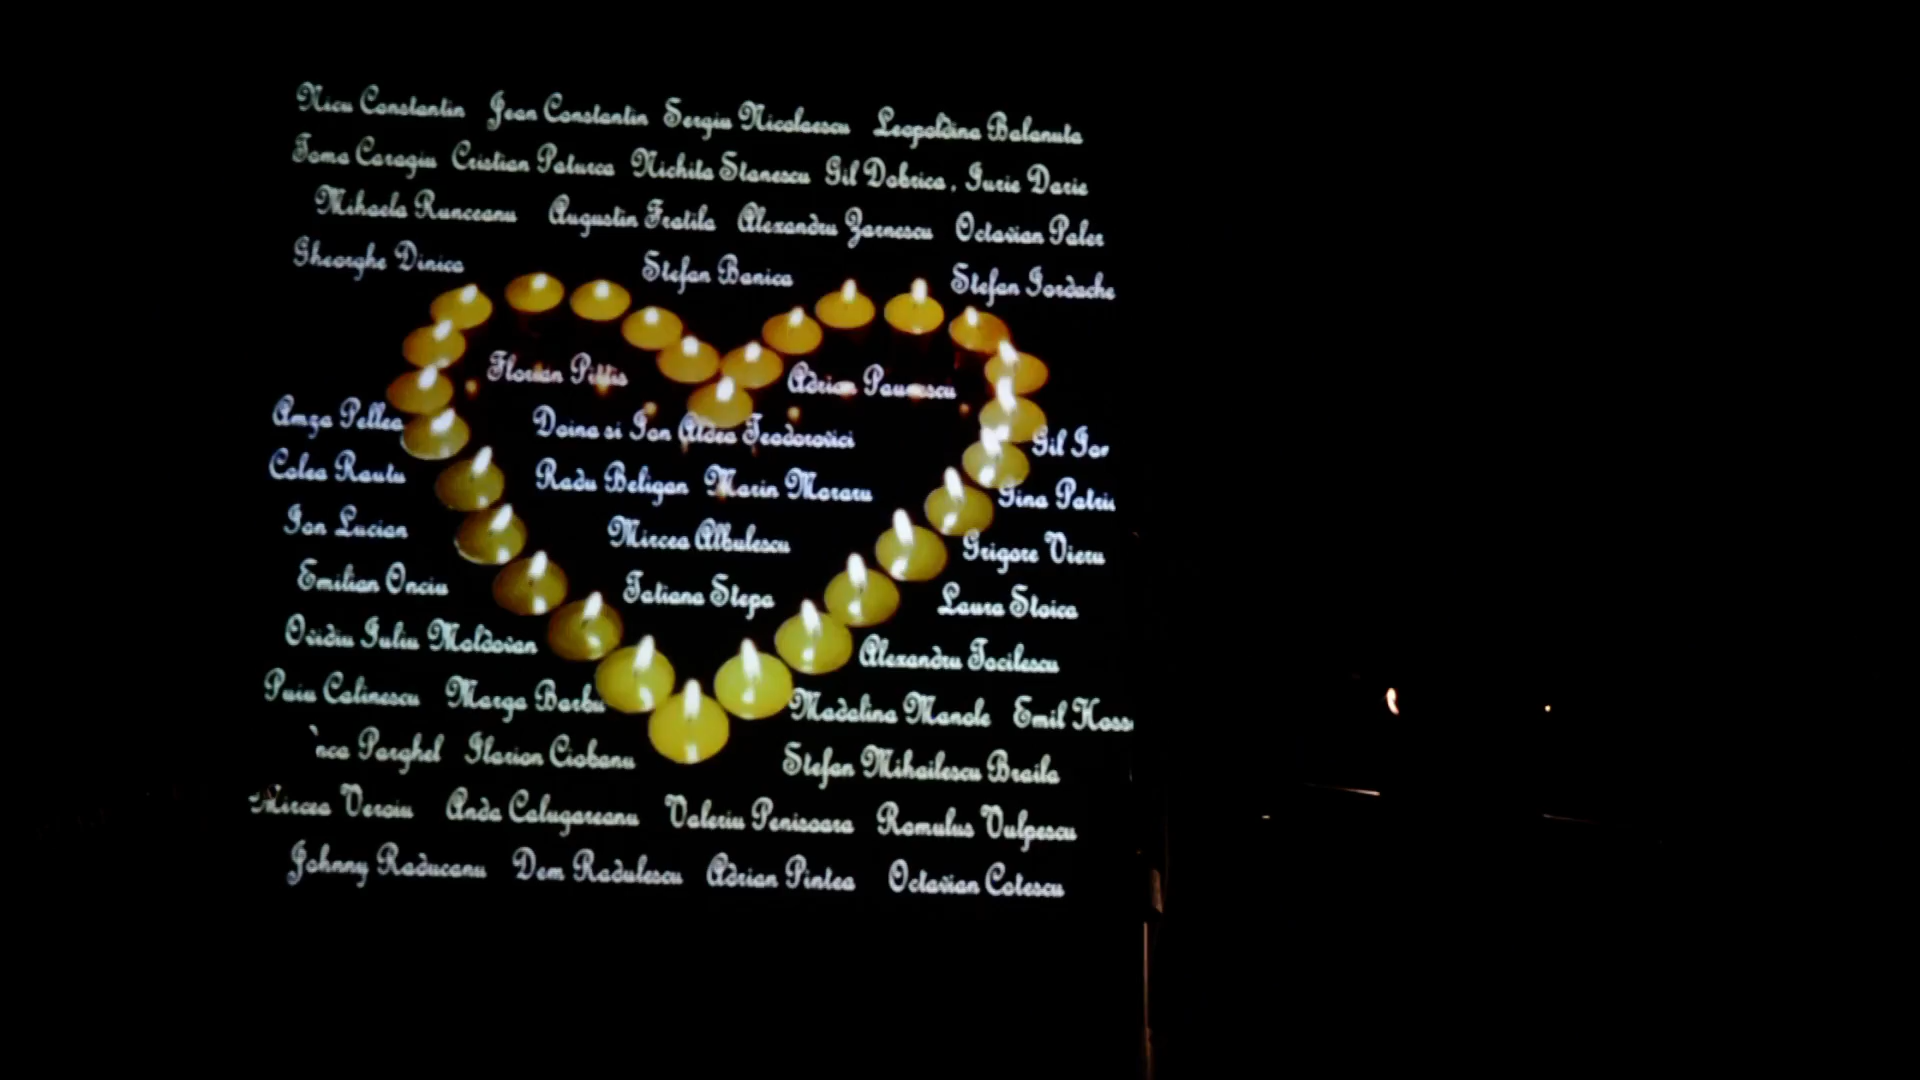 Nicu Constantin Jean Constantin Sergiu Nicolaescu Leopoldina Balanuta
Toma Caragiu Cristian Paturca Nichita Stanescu Gil Dobrica, Iurie Darie
Mihaela Runceanu Augustin Fratila Alexandru Zarnescu Octavian Paler
Gheorghe Dinica Stefan Banica Stefan Iordache
Florian Pittis Adrian Paunescu
Amza Pellea Doina si Ion Aldea Teodorovici Gil Ior
Colea Rautu Radu Beligan Marin Moraru Gina Patric
Ion Lucian Mircea Albulescu Grigore Vieru
Emilian Onciu Tatiana Stepa Laura Stoica
Ovidiu Iuliu Moldovan Alexandru Tocilescu
Puiu Calinescu Marga Barbu Madalina Manole Emil Hoss
nca Parghel Ilarion Ciobanu Stefan Mihailescu Braila
Mircea Veroiu Anda Calugareanu Valeriu Penisoara Romulus Vulpescu
Johnny Raducanu Dem Radulescu Adrian Pintea Octavian Cotescu